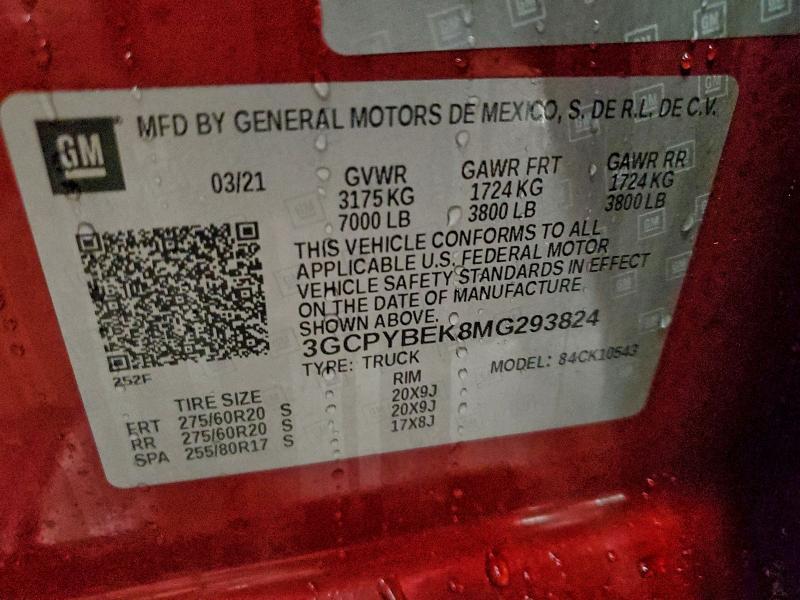 GM
MFD BY GENERAL MOTORS DE MEXICO, S. DE R.L. DE C.V.
03/21
GVWR GAWR FRT GAWR RR
3175 KG 1724 KG 1724 KG
7000 LB 3800 LB 3800 LB
THIS VEHICLE CONFORMS TO ALL
APPLICABLE U.S. FEDERAL MOTOR
VEHICLE SAFETY STANDARDS IN EFFECT
ON THE DATE OF MANUFACTURE
SHOWN ABOVE.
3GCPYBEK8MG293824
TYPE: TRUCK MODEL: 84CK10543
252F
TIRE SIZE RIM
FRT 275/60R20 S 20X9J
RR 275/60R20 S 20X9J
SPA 255/80R17 S 17X8J